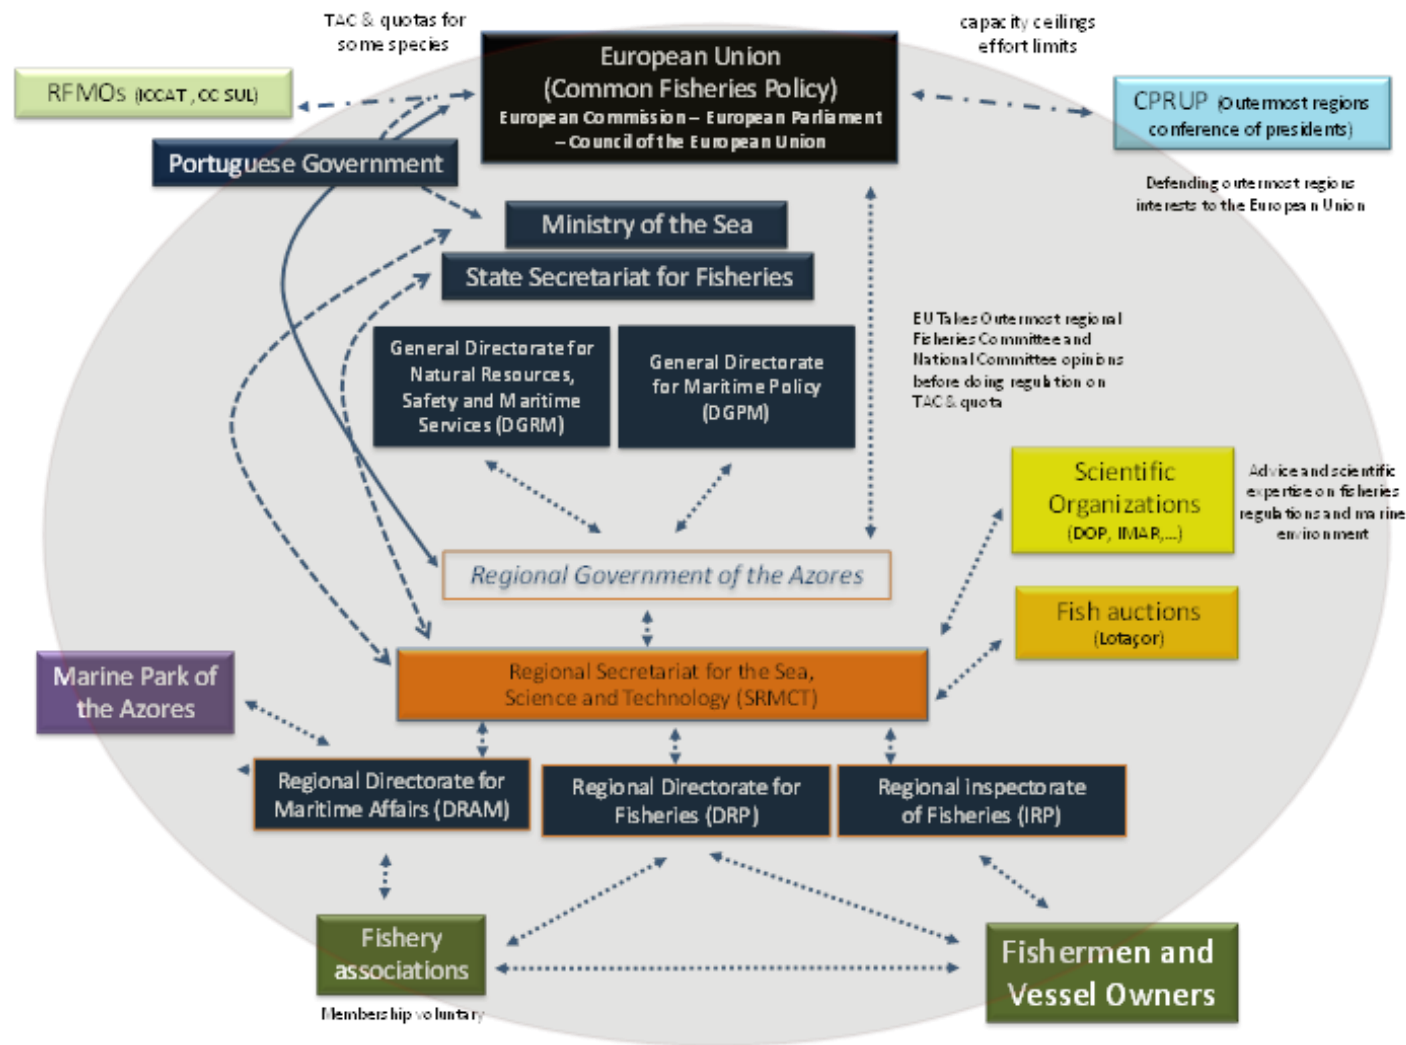 TAC & quotas for
some species
capacity ceilings
effort limits
European Union
(Common Fisheries Policy)
European Commission – European Parliament
– Council of the European Union
RFMOs (ICCAT, CC SUL)
CPRUP (Outermost regions
conference of presidents)
Portuguese Government
Defending outermost regions
interests to the European Union
Ministry of the Sea
State Secretariat for Fisheries
General Directorate for
Natural Resources,
Safety and Maritime
Services (DGRM)
General Directorate
for Maritime Policy
(DGPM)
EU Takes Outermost regional
Fisheries Committee and
National Committee opinions
before doing regulation on
TAC & quota
Scientific
Organizations
(DOP, IMAR,...)
Advice and scientific
expertise on fisheries
regulations and marine
environment
Regional Government of the Azores
Fish auctions
(Lotaçor)
Marine Park of
the Azores
Regional Secretariat for the Sea,
Science and Technology (SRMCT)
Regional Directorate for
Maritime Affairs (DRAM)
Regional Directorate for
Fisheries (DRP)
Regional inspectorate
of Fisheries (IRP)
Fishery
associations
Membership voluntary
Fishermen and
Vessel Owners